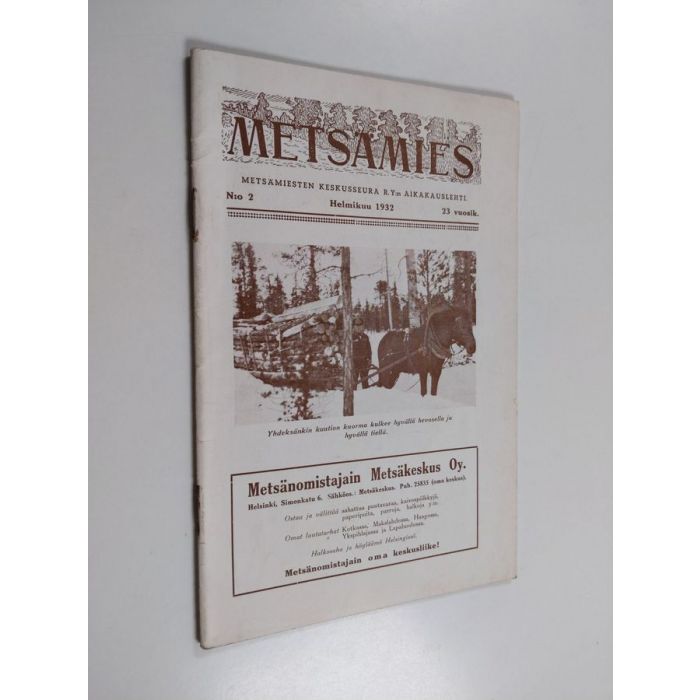 METSÄMIES
METSÄMIESTEN KESKUSSEURA R.Y:n AIKAKAUSLEHTI.
N:o 2 Helmikuu 1932 23 vuosik.
Yhdeksänkin kuution kuorma kulkee hyvällä hevosella ja
hyvällä tiellä.
Metsänomistajain Metsäkeskus Oy.
Helsinki, Simonkatu 6. Sähköos.: Metsäkeskus. Puh. 25835 (oma keskus).
Ostaa ja välittää sahattua puutavaraa, kaivospölkkyjä,
paperipuita, parruja, halkoja y.m.
Omat lautatarhat Kotkassa, Makslahdessa, Hangossa,
Ykspihlajassa ja Lapaluodossa.
Halkosaha ja höyläämö Helsingissä.
Metsänomistajain oma keskusliike!